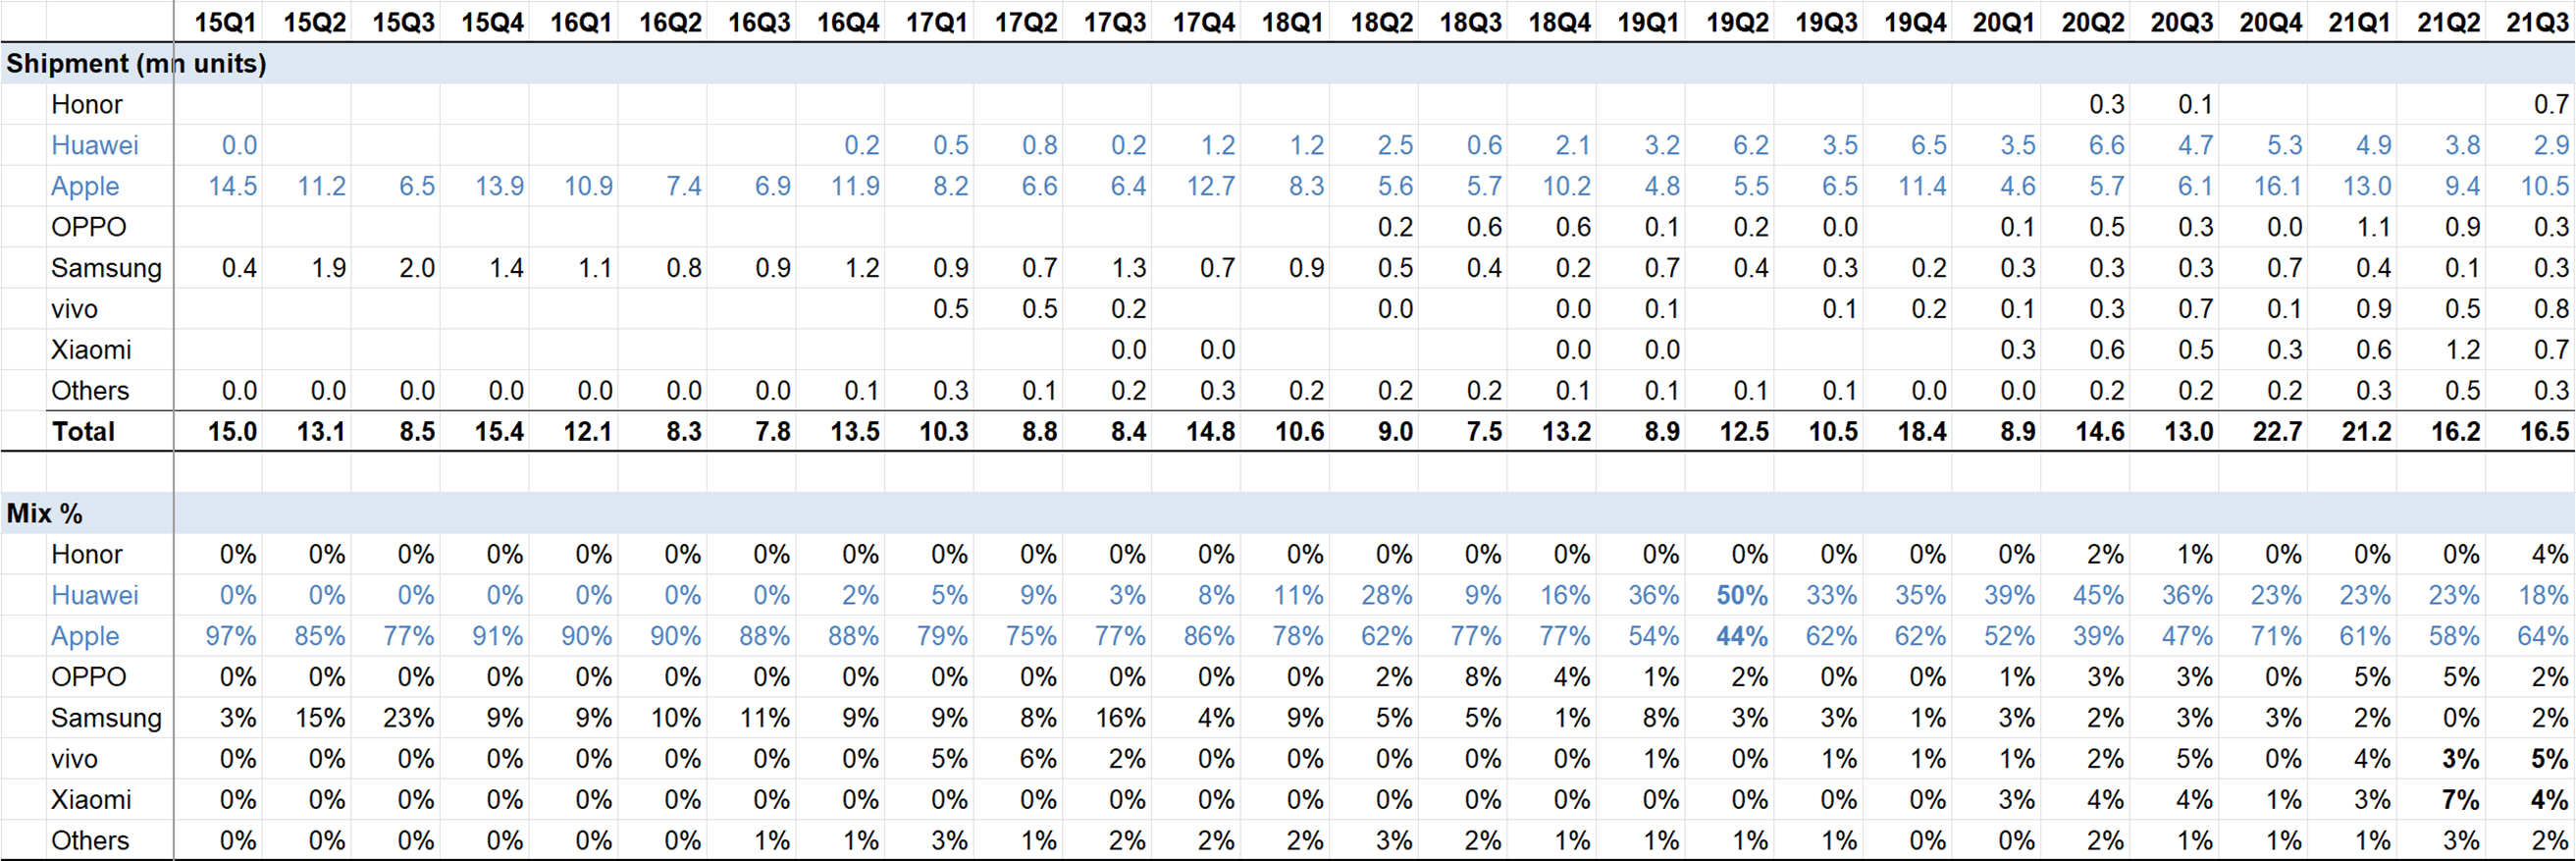 15Q1 15Q2 15Q3 15Q4 16Q1 16Q2 16Q3 16Q4 17Q1 17Q2 17Q3 17Q4 18Q1 18Q2 18Q3 18Q4 19Q1 19Q2 19Q3 19Q4 20Q1 20Q2 20Q3 20Q4 21Q1 21Q2 21Q3
Shipment (mn units)
Honor 0.3 0.1 0.7
Huawei 0.0 0.2 0.5 0.8 0.2 1.2 1.2 2.5 0.6 2.1 3.2 6.2 3.5 6.5 3.5 6.6 4.7 5.3 4.9 3.8 2.9
Apple 14.5 11.2 6.5 13.9 10.9 7.4 6.9 11.9 8.2 6.6 6.4 12.7 8.3 5.6 5.7 10.2 4.8 5.5 6.5 11.4 4.6 5.7 6.1 16.1 13.0 9.4 10.5
OPPO 0.2 0.6 0.6 0.1 0.2 0.0 0.1 0.5 0.3 0.0 1.1 0.9 0.3
Samsung 0.4 1.9 2.0 1.4 1.1 0.8 0.9 1.2 0.9 0.7 1.3 0.7 0.9 0.5 0.4 0.2 0.7 0.4 0.3 0.2 0.3 0.3 0.3 0.7 0.4 0.1 0.3
vivo 0.5 0.5 0.2 0.0 0.0 0.1 0.1 0.2 0.1 0.3 0.7 0.1 0.9 0.5 0.8
Xiaomi 0.0 0.0 0.0 0.0 0.3 0.6 0.5 0.3 0.6 1.2 0.7
Others 0.0 0.0 0.0 0.0 0.0 0.0 0.0 0.1 0.3 0.1 0.2 0.3 0.2 0.2 0.2 0.1 0.1 0.1 0.1 0.0 0.0 0.2 0.2 0.2 0.3 0.5 0.3
Total 15.0 13.1 8.5 15.4 12.1 8.3 7.8 13.5 10.3 8.8 8.4 14.8 10.6 9.0 7.5 13.2 8.9 12.5 10.5 18.4 8.9 14.6 13.0 22.7 21.2 16.2 16.5
Mix %
Honor 0% 0% 0% 0% 0% 0% 0% 0% 0% 0% 0% 0% 0% 0% 0% 0% 0% 0% 0% 0% 0% 2% 1% 0% 0% 0% 4%
Huawei 0% 0% 0% 0% 0% 0% 0% 2% 5% 9% 3% 8% 11% 28% 9% 16% 36% 50% 33% 35% 39% 45% 36% 23% 23% 23% 18%
Apple 97% 85% 77% 91% 90% 90% 88% 88% 79% 75% 77% 86% 78% 62% 77% 77% 54% 44% 62% 62% 52% 39% 47% 71% 61% 58% 64%
OPPO 0% 0% 0% 0% 0% 0% 0% 0% 0% 0% 0% 0% 0% 2% 8% 4% 1% 2% 0% 0% 1% 3% 3% 0% 5% 5% 2%
Samsung 3% 15% 23% 9% 9% 10% 11% 9% 9% 8% 16% 4% 9% 5% 5% 1% 8% 3% 3% 1% 3% 2% 3% 3% 2% 0% 2%
vivo 0% 0% 0% 0% 0% 0% 0% 0% 5% 6% 2% 0% 0% 0% 0% 0% 1% 0% 1% 1% 1% 2% 5% 0% 4% 3% 5%
Xiaomi 0% 0% 0% 0% 0% 0% 0% 0% 0% 0% 0% 0% 0% 0% 0% 0% 0% 0% 0% 0% 3% 4% 4% 1% 3% 7% 4%
Others 0% 0% 0% 0% 0% 0% 1% 1% 3% 1% 2% 2% 2% 3% 2% 1% 1% 1% 1% 0% 0% 2% 1% 1% 1% 3% 2%